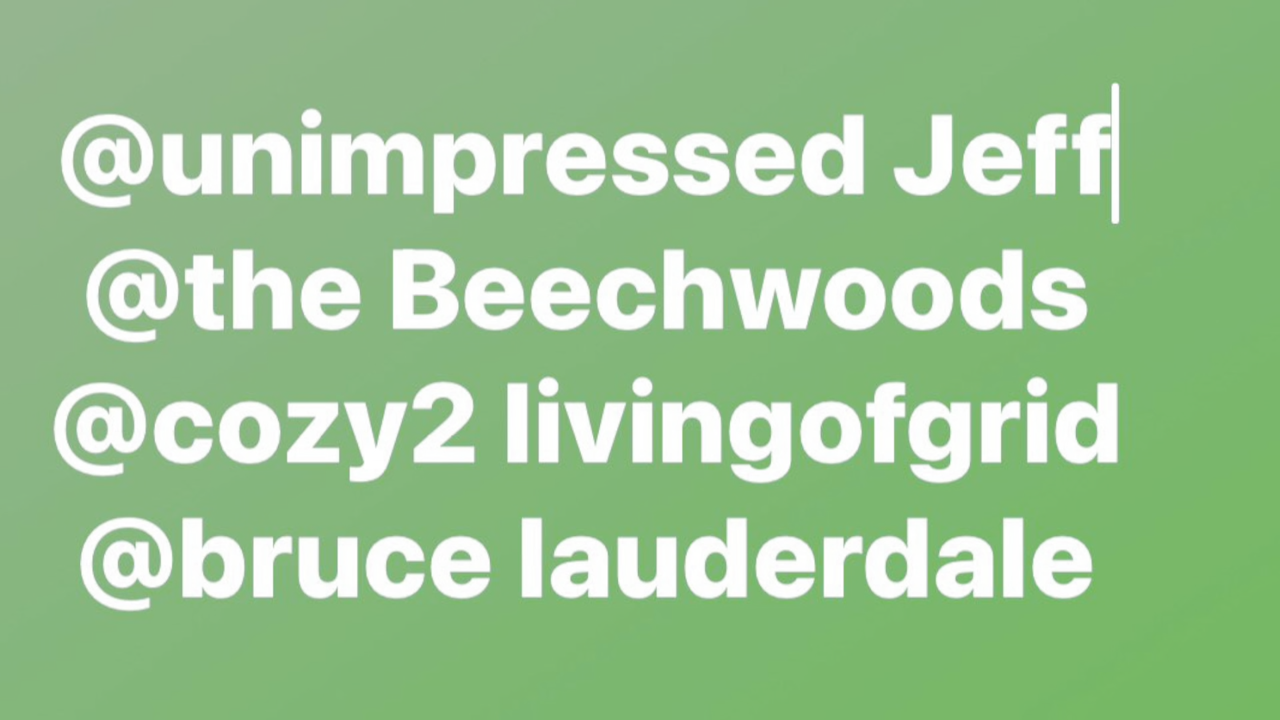 @unimpressed Jeff
@the Beechwoods
@cozy2 livingofgrid
@bruce lauderdale